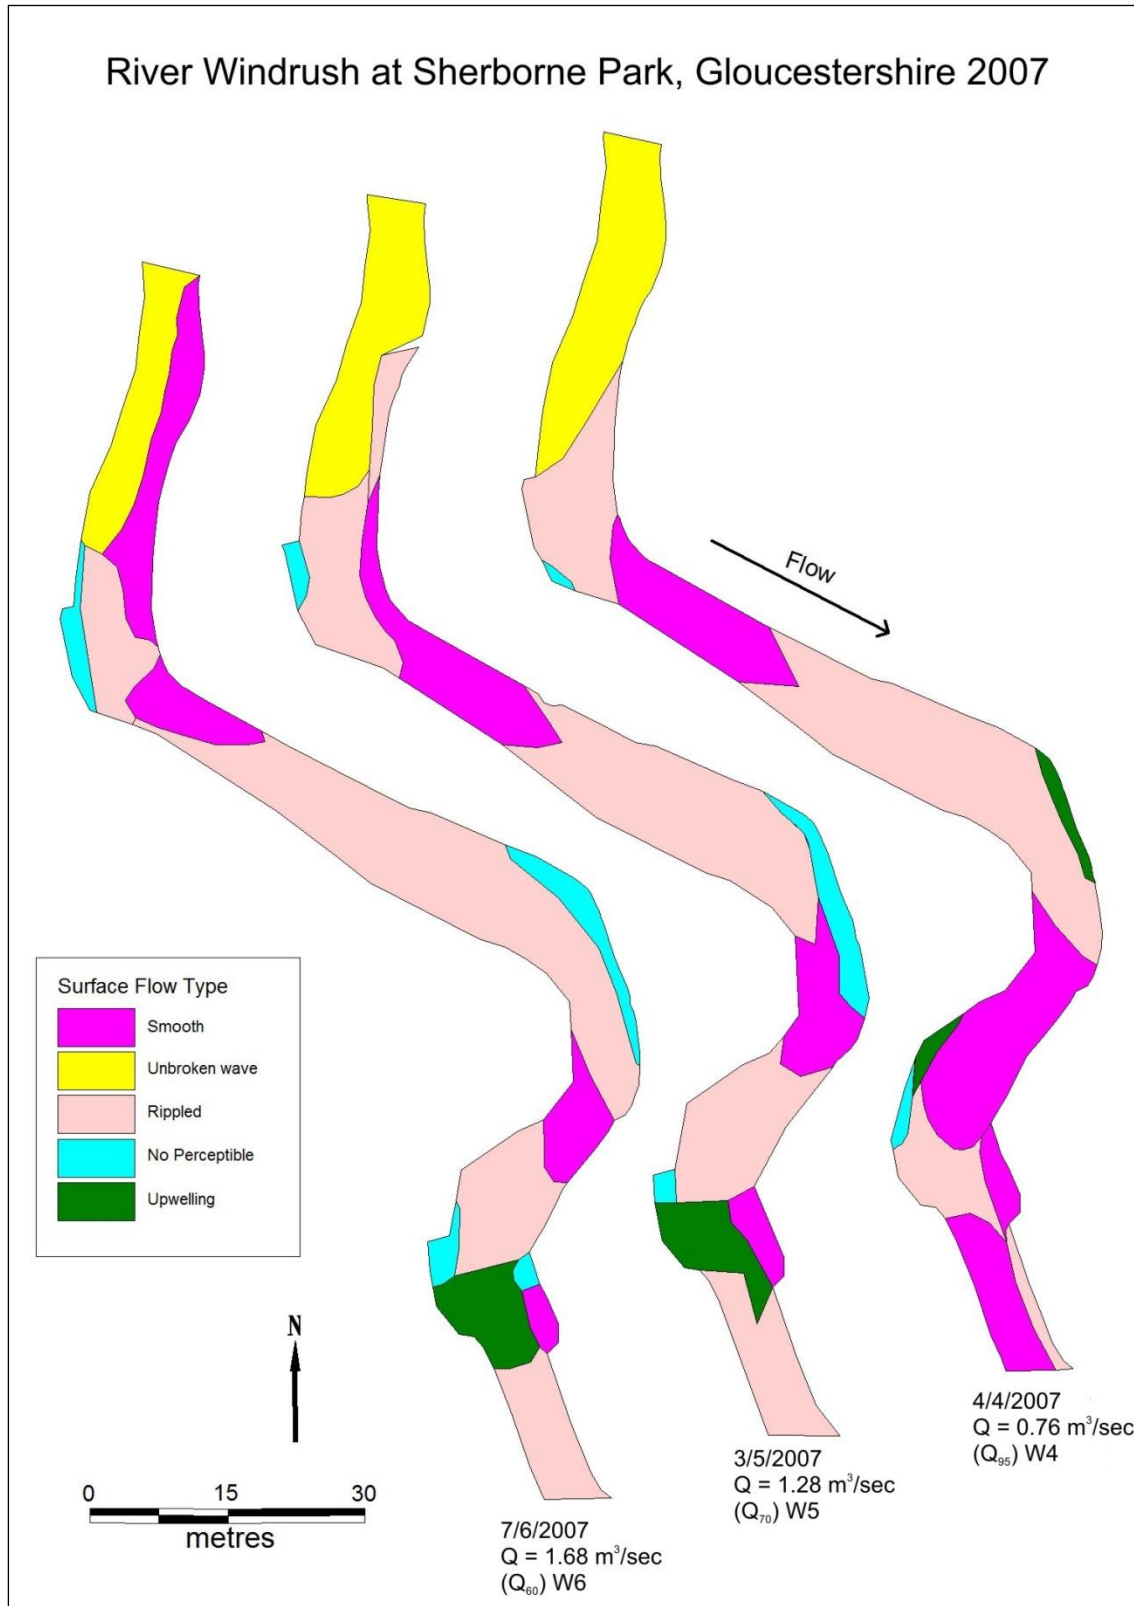 River Windrush at Sherborne Park, Gloucestershire 2007
Flow
Surface Flow Type
Smooth
Unbroken wave
Rippled
No Perceptible
Upwelling
N
0 15 30
metres
7/6/2007
Q = 1.68 m³/sec
(Q₆₀) W6
3/5/2007
Q = 1.28 m³/sec
(Q₇₀) W5
4/4/2007
Q = 0.76 m³/sec
(Q₉₅) W4